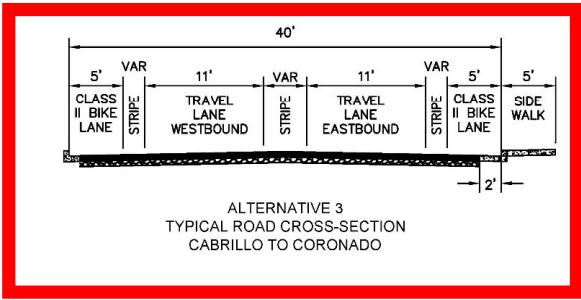 40'
VAR
VAR
5'
11'
VAR
11'
5'
5'
CLASS
II BIKE
LANE
STRIPE
TRAVEL
LANE
WESTBOUND
STRIPE
TRAVEL
LANE
EASTBOUND
STRIPE
CLASS
II BIKE
LANE
SIDE
WALK
2'
ALTERNATIVE 3
TYPICAL ROAD CROSS-SECTION
CABRILLO TO CORONADO